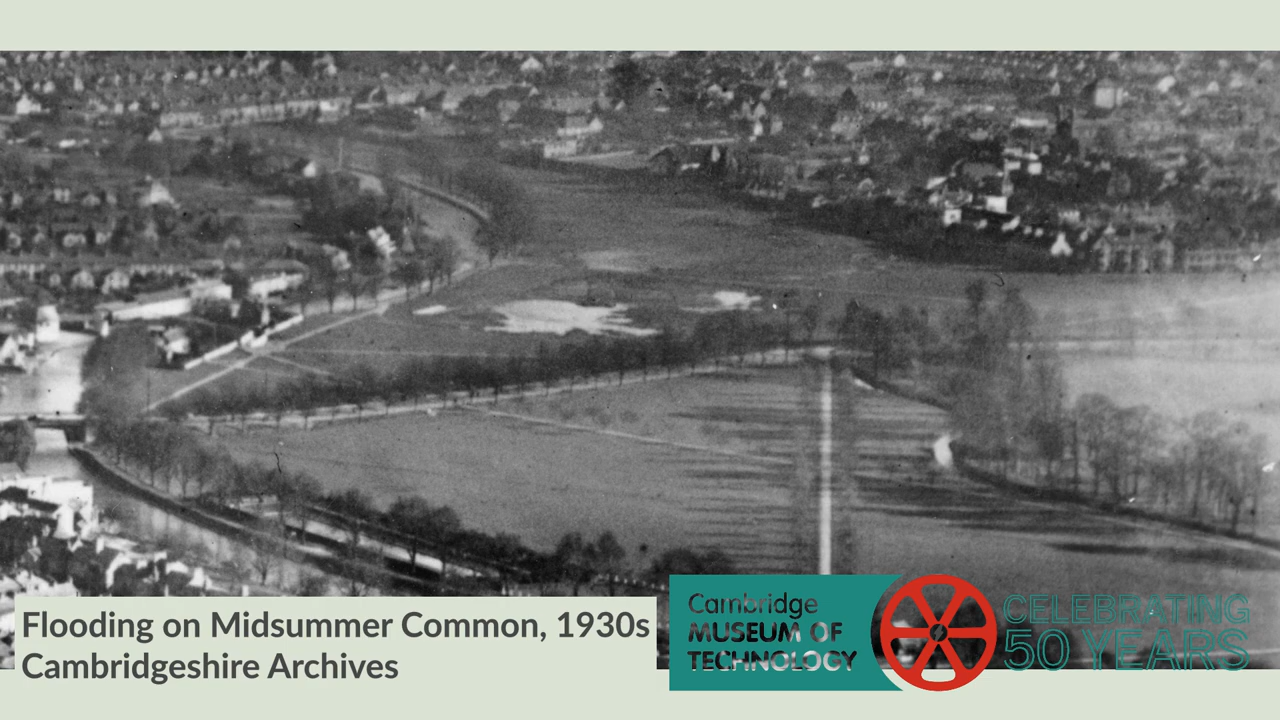 Flooding on Midsummer Common, 1930s
Cambridgeshire Archives
Cambridge
MUSEUM OF
TECHNOLOGY
CELEBRATING
50 YEARS